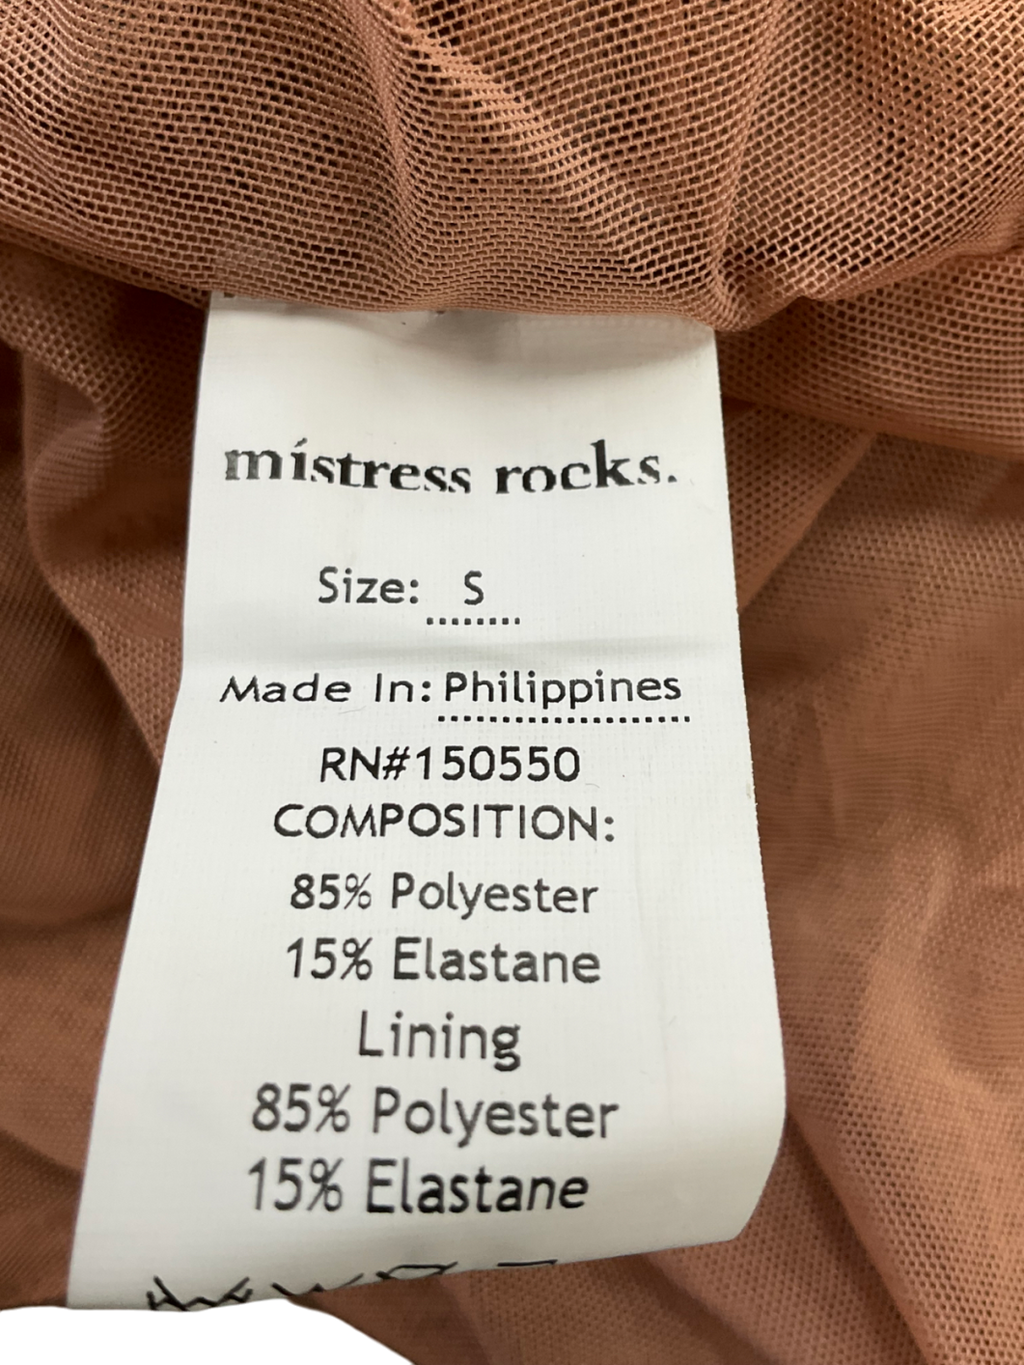 mistress rocks.
Size: S
Made In: Philippines
RN#150550
COMPOSITION:
85% Polyester
15% Elastane
Lining
85% Polyester
15% Elastane